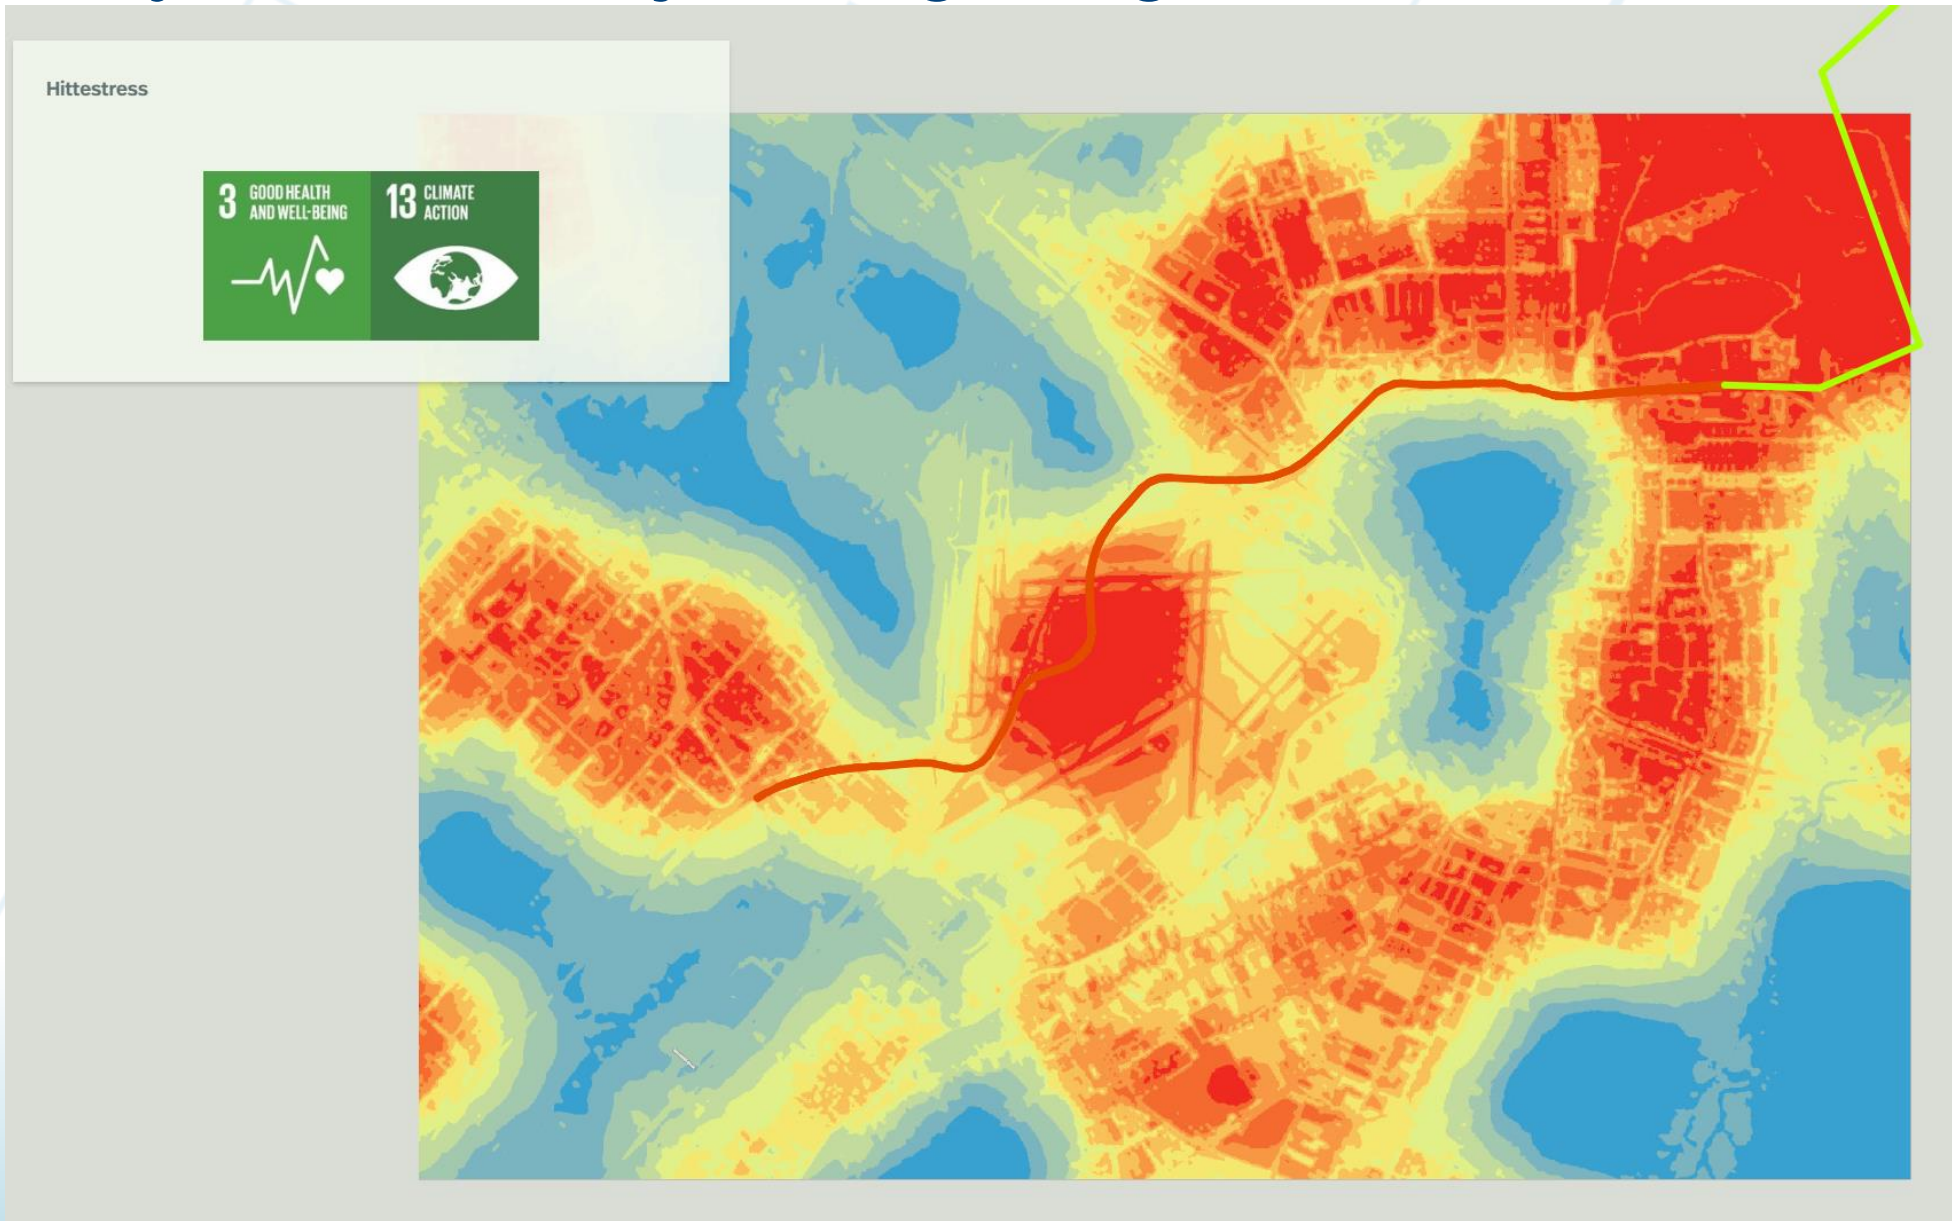 Hittestress
3 GOOD HEALTH
AND WELL-BEING
13 CLIMATE
ACTION